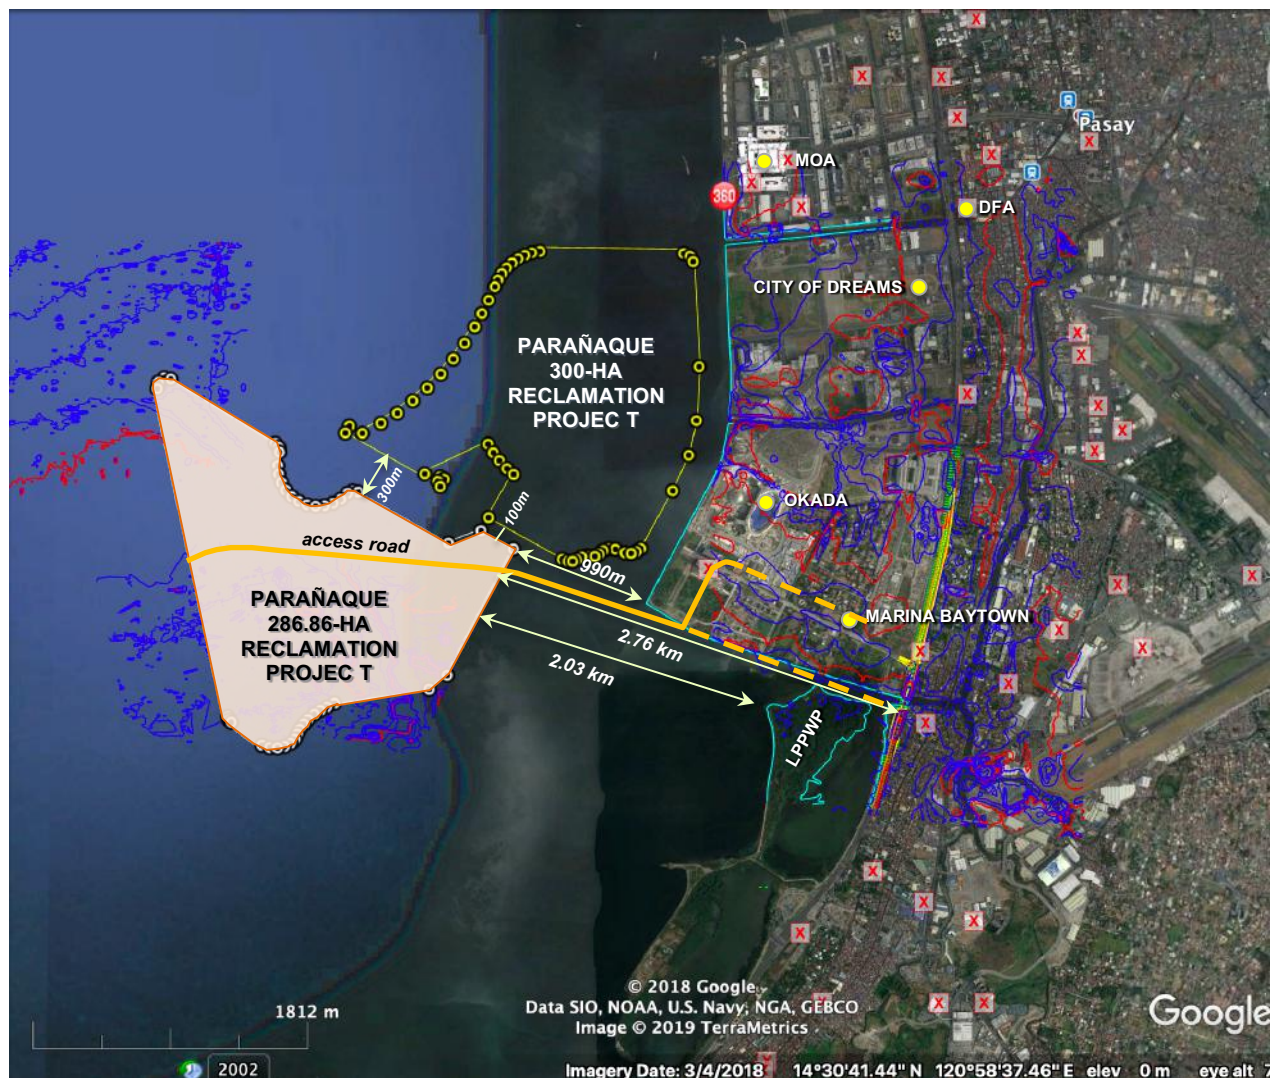 Pasay
MOA
360
DFA
CITY OF DREAMS
PARAÑAQUE
300-HA
RECLAMATION
PROJEC T
300m
100m
OKADA
access road
990m
PARAÑAQUE
286.86-HA
RECLAMATION
PROJEC T
MARINA BAYTOWN
2.76 km
2.03 km
LPPWP
© 2018 Google
Data SIO, NOAA, U.S. Navy, NGA, GEBCO
Image © 2019 TerraMetrics
1812 m
Google
2002
Imagery Date: 3/4/2018 14°30'41.44" N 120°58'37.46" E elev 0 m eye alt 7